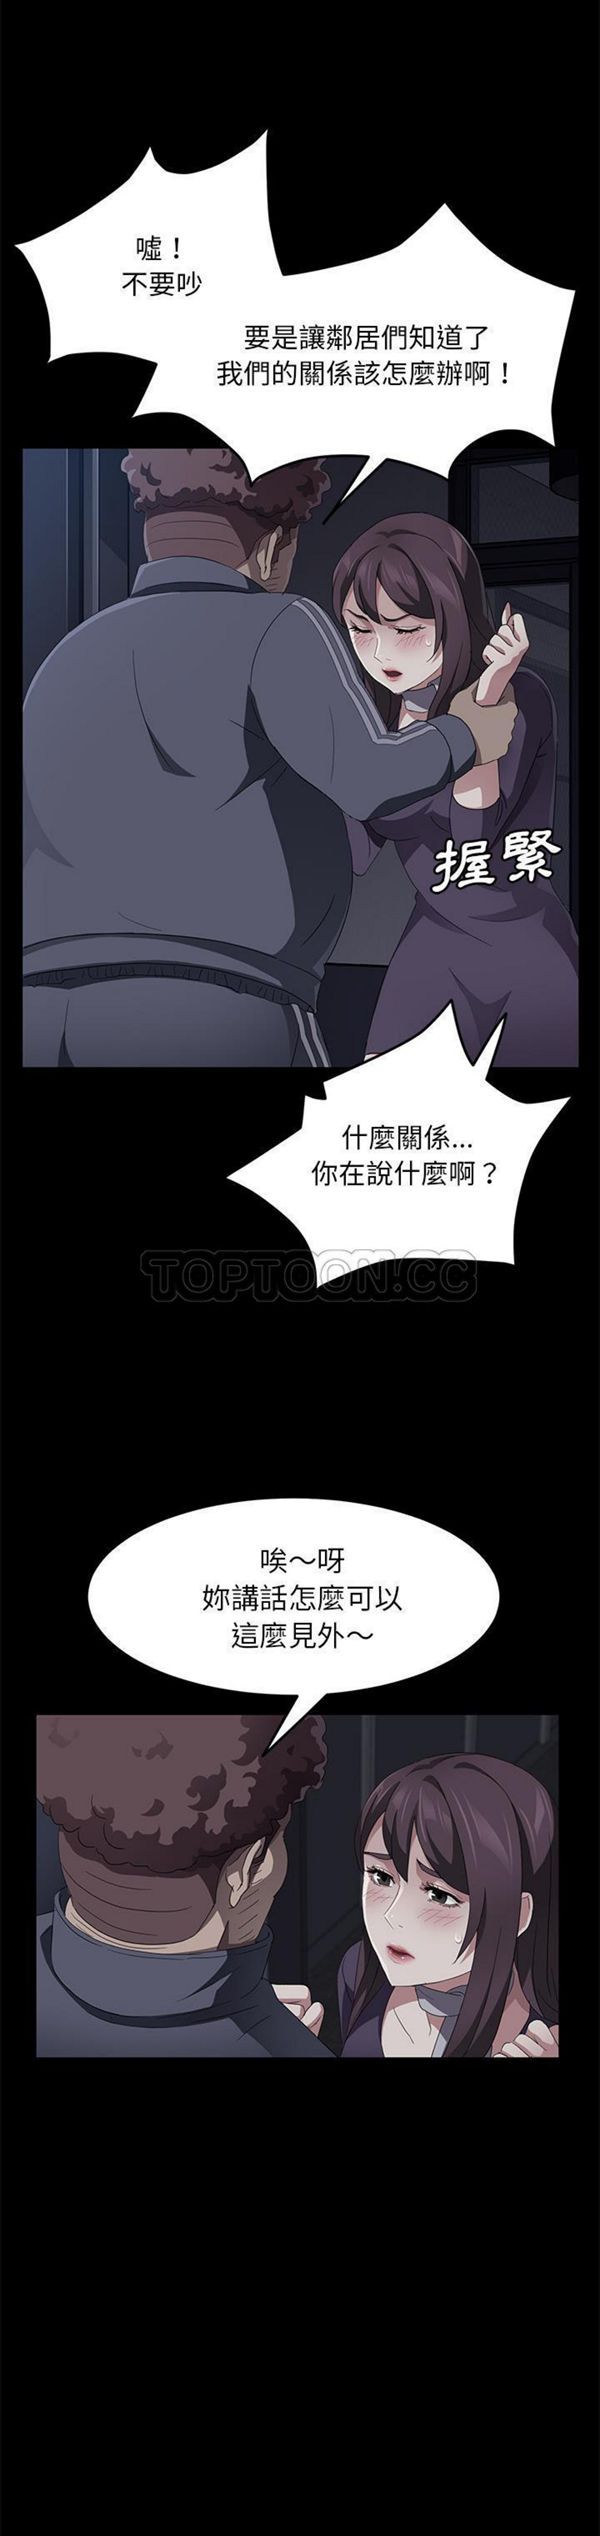 噓！
不要吵
要是讓鄰居們知道了
我們的關係該怎麼辦啊！
握緊
什麼關係...
你在說什麼啊？
TOPTOON.CC
唉～呀
妳講話怎麼可以
這麼見外～